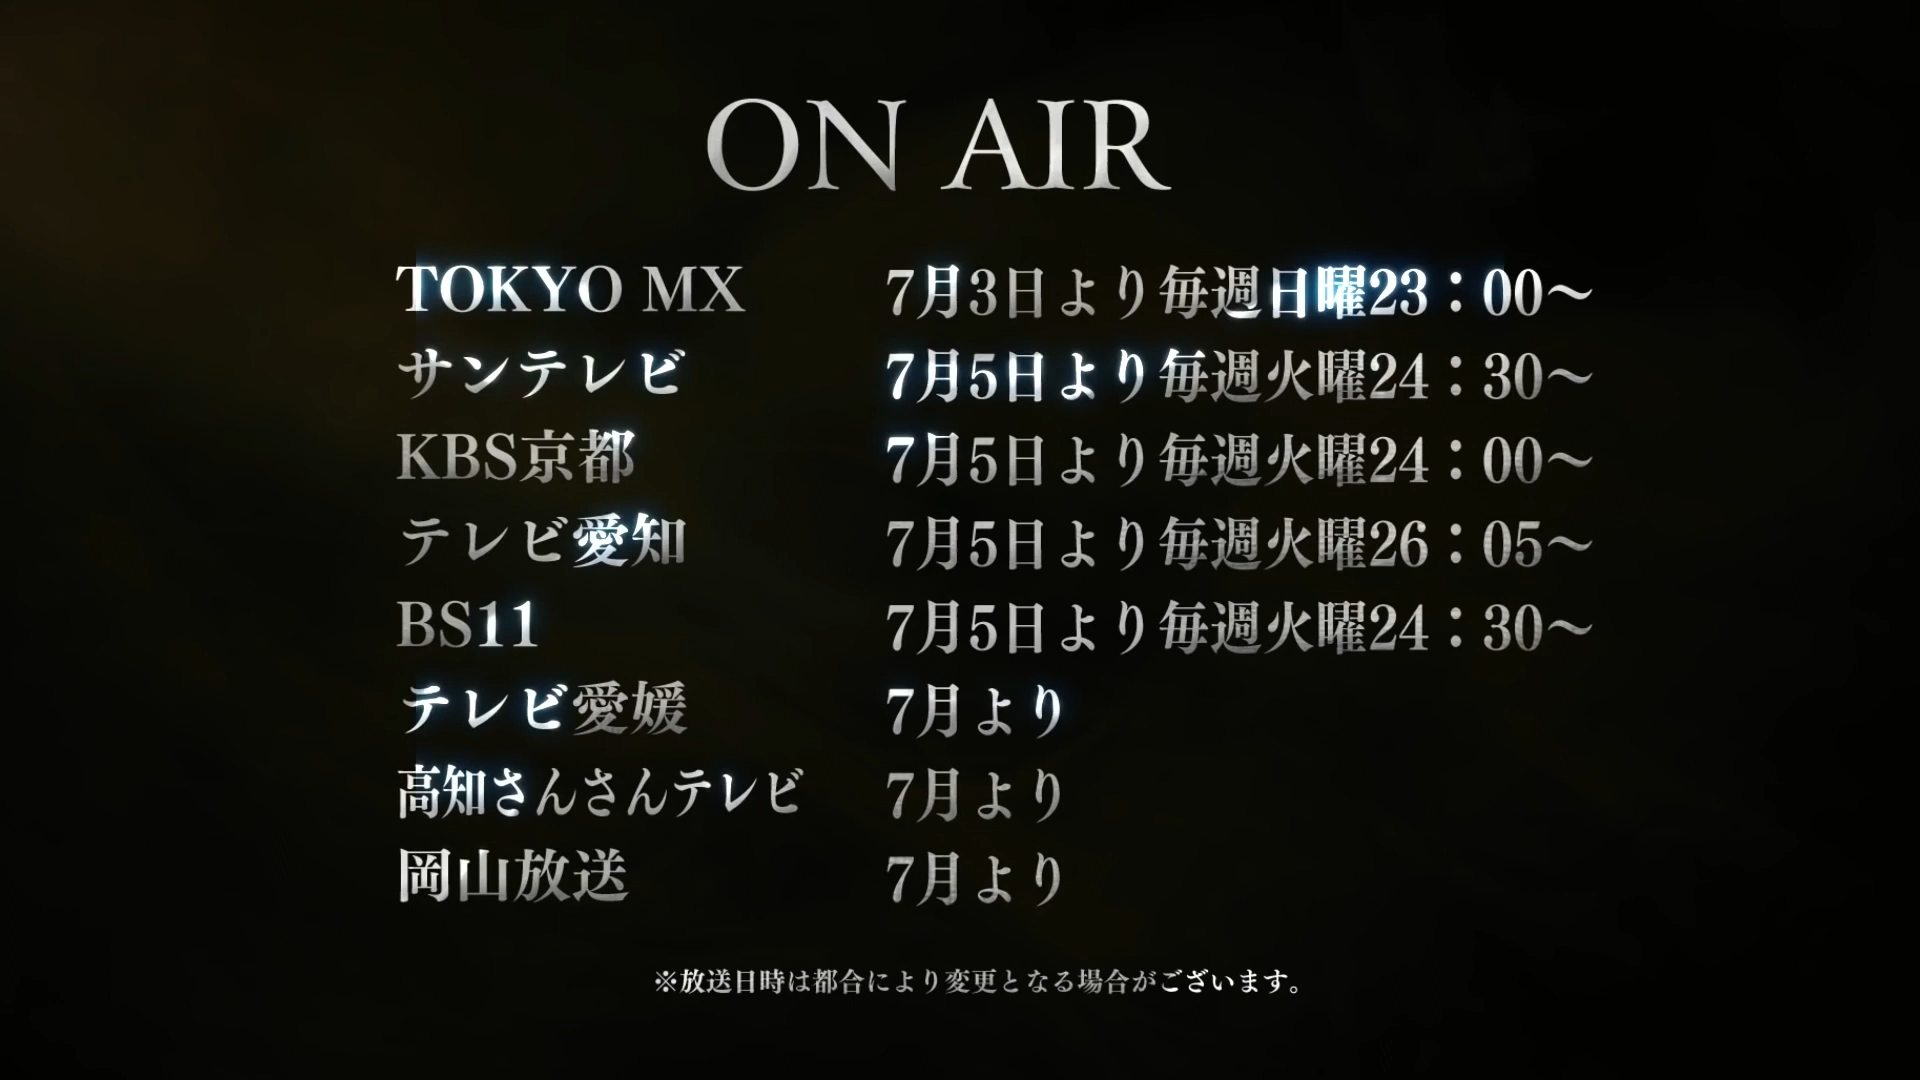 ON AIR
TOKYO MX 7月3日より毎週日曜23：00～
サンテレビ 7月5日より毎週火曜24：30～
KBS京都 7月5日より毎週火曜24：00～
テレビ愛知 7月5日より毎週火曜26：05～
BS11 7月5日より毎週火曜24：30～
テレビ愛媛 7月より
高知さんさんテレビ 7月より
岡山放送 7月より
※放送日時は都合により変更となる場合がございます。